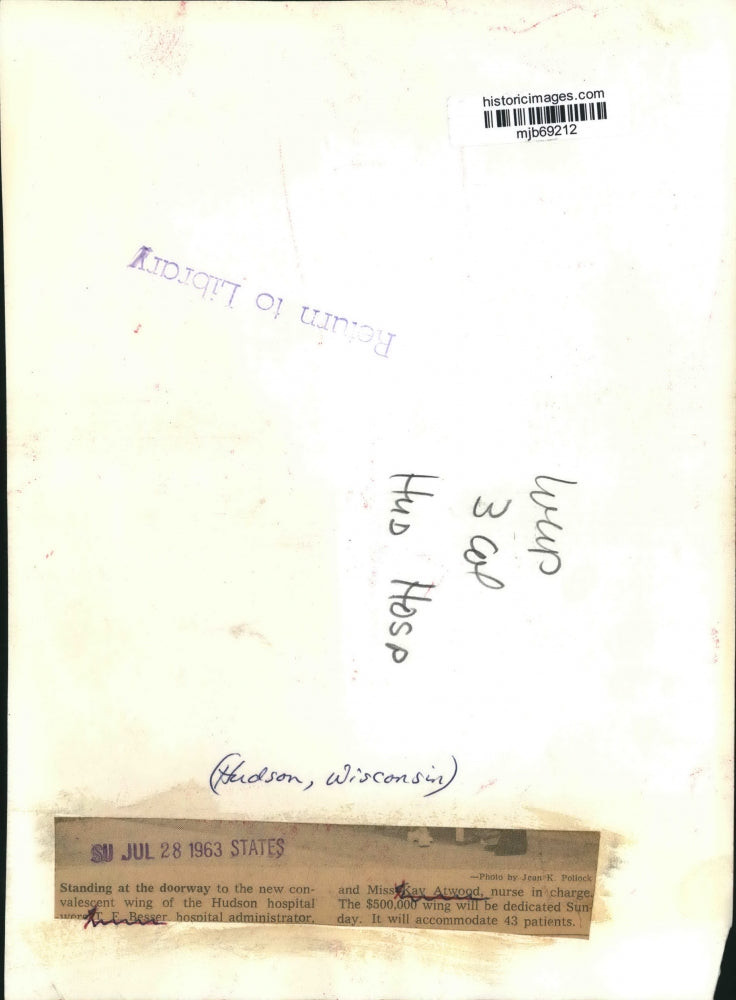 historicimages.com
mjb69212
Return to Library
3 Col
Hud Hosp
(Hudson, Wisconsin)
SU JUL 28 1963 STATES
—Photo by Jean K. Pollock
Standing at the doorway to the new con-
valescent wing of the Hudson hospital
were T. E. Besser, hospital administrator,
and Miss Kay Atwood, nurse in charge.
The $500,000 wing will be dedicated Sun-
day. It will accommodate 43 patients.